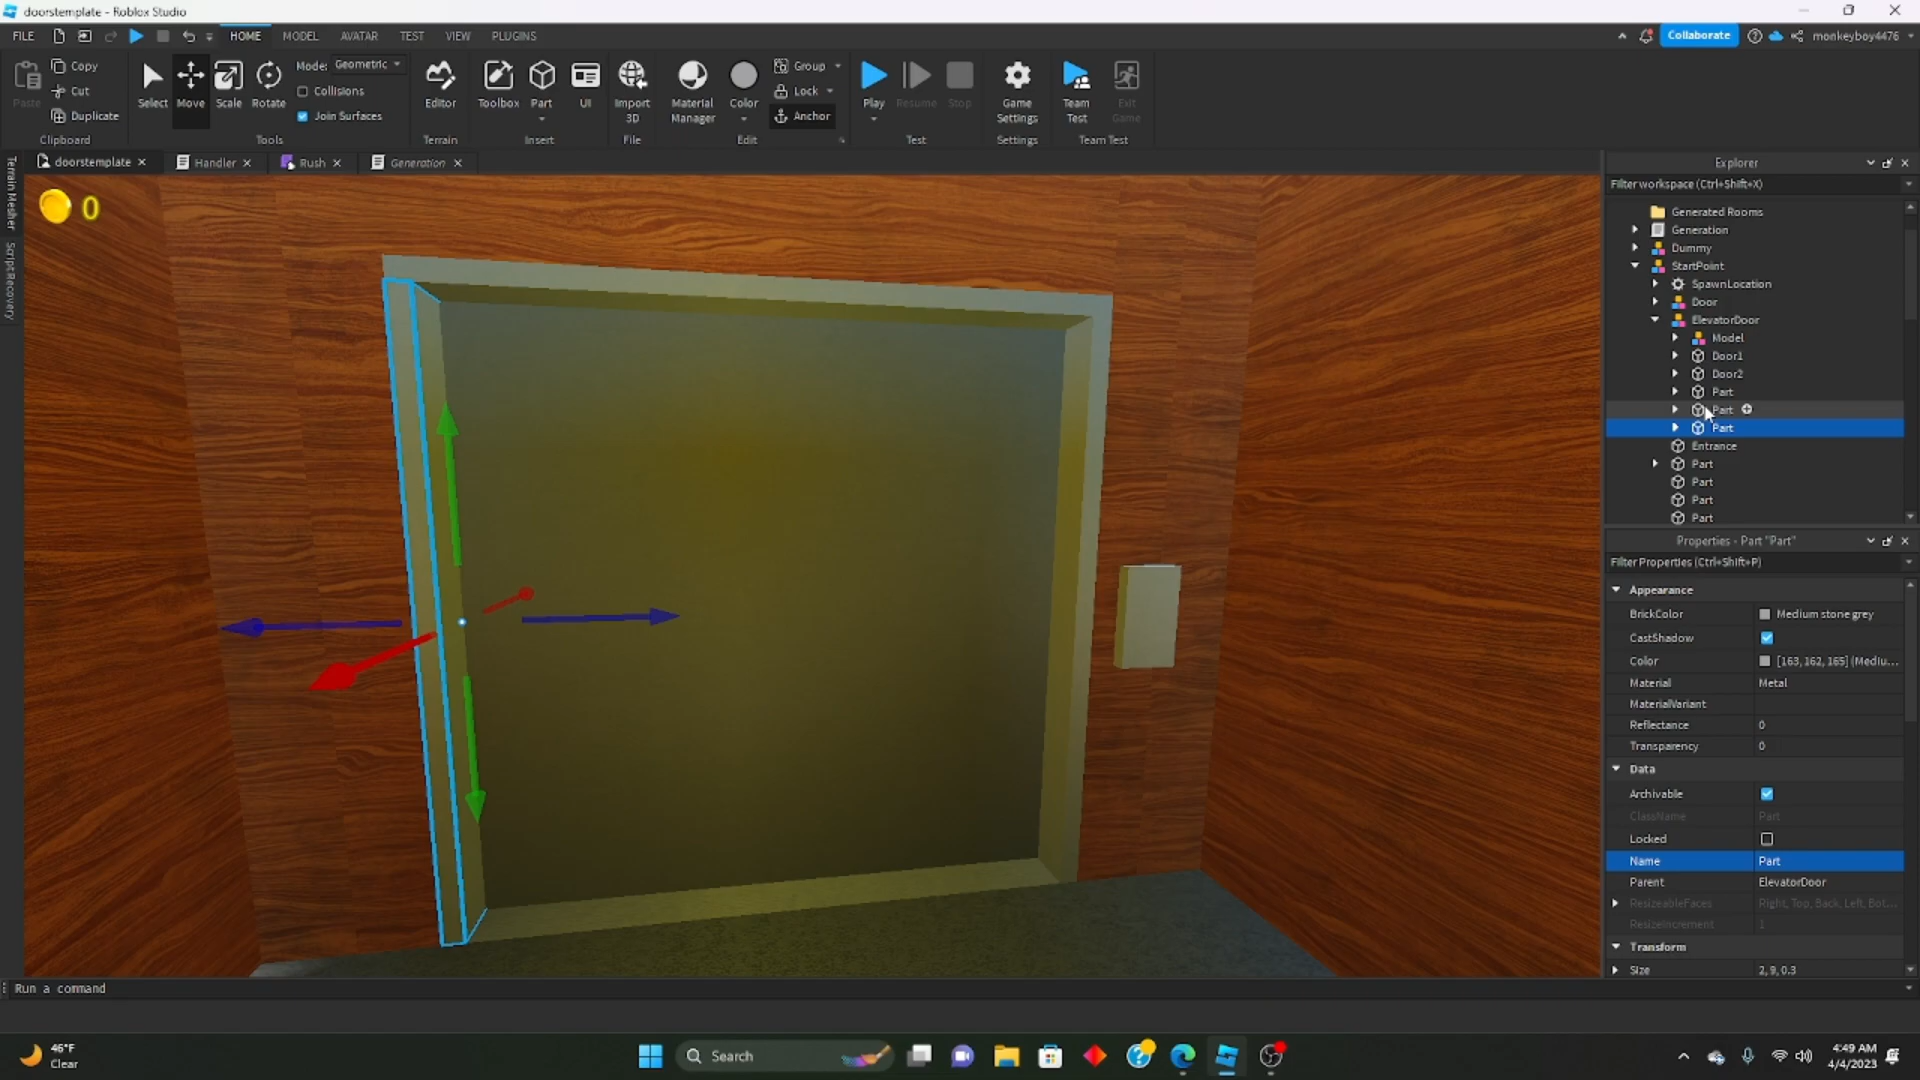 doorstemplate - Roblox Studio
FILE HOME MODEL AVATAR TEST VIEW PLUGINS Collaborate monkeyboy4476
Paste Copy Cut Duplicate Clipboard
Select Move Scale Rotate Mode: Geometric Collisions Join Surfaces Tools
Editor Terrain
Toolbox Part UI Insert
Import 3D File
Material Manager Color Group Lock Anchor Edit
Play Resume Stop Test
Game Settings Settings
Team Test Exit Game Team Test
doorstemplate Handler Rush Generation
Terrain Mesher
ScriptRecovery
0
Explorer
Filter workspace (Ctrl+Shift+X)
Generated Rooms
Generation
Dummy
StartPoint
SpawnLocation
Door
ElevatorDoor
Model
Door1
Door2
Part
Part
Part
Entrance
Part
Part
Part
Part
Properties - Part "Part"
Filter Properties (Ctrl+Shift+P)
Appearance
BrickColor Medium stone grey
CastShadow
Color [163, 162, 165] (Mediu...
Material Metal
MaterialVariant
Reflectance 0
Transparency 0
Data
Archivable
ClassName Part
Locked
Name Part
Parent ElevatorDoor
ResizeableFaces Right, Top, Back, Left, Bot...
ResizeIncrement 1
Transform
Size 2, 9, 0.3
Run a command
46°F
Clear
Search
4:49 AM
4/4/2023